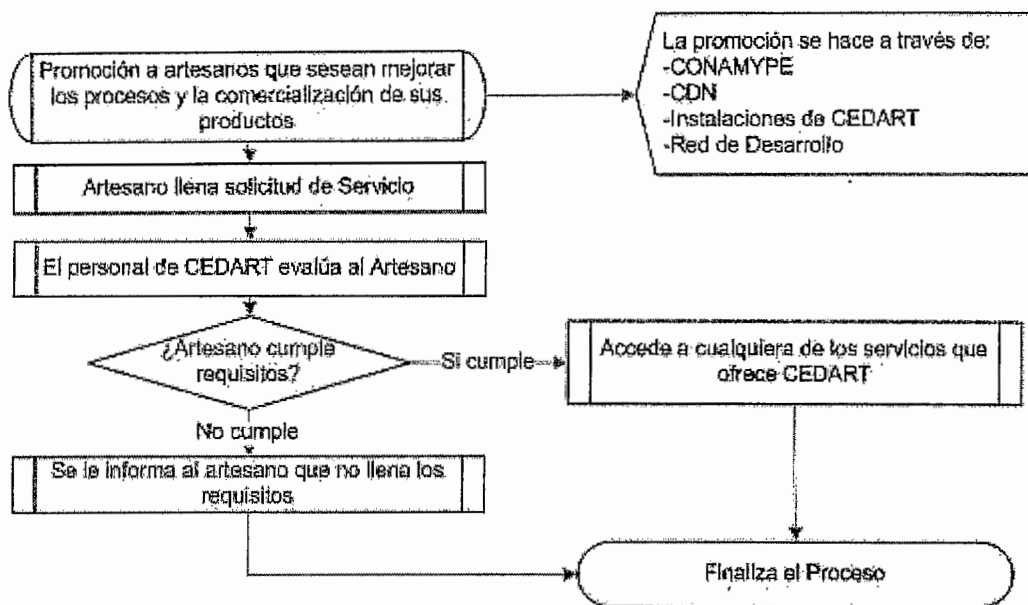 Promoción a artesanos que sesean mejorar
los procesos y la comercialización de sus
productos
La promoción se hace a través de:
-CONAMYPE
-CDN
-Instalaciones de CEDART
-Red de Desarrollo
Artesano llena solicitud de Servicio
El personal de CEDART evalúa al Artesano
¿Artesano cumple
requisitos?
Si cumple
Accede a cualquiera de los servicios que
ofrece CEDART
No cumple
Se le informa al artesano que no llena los
requisitos
Finaliza el Proceso